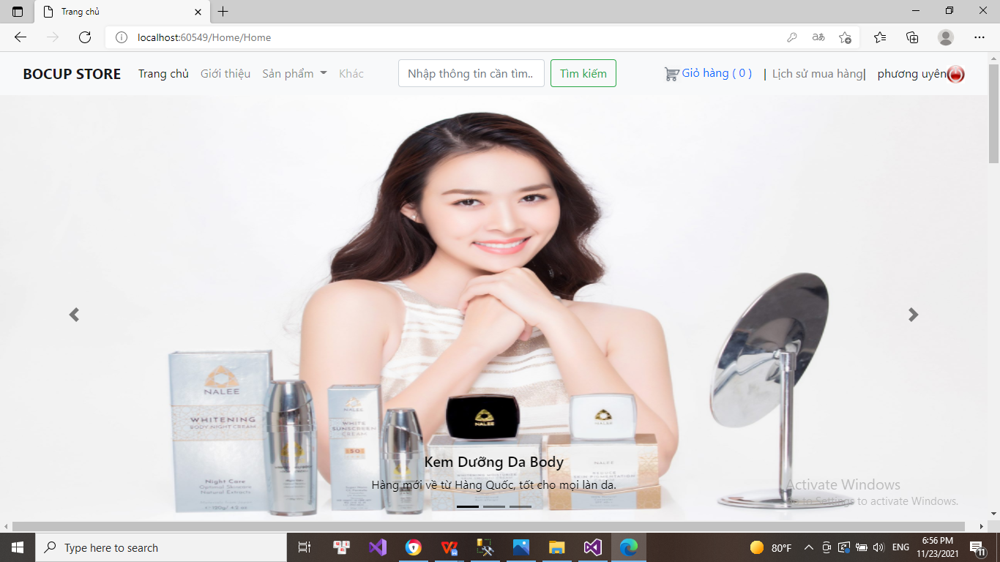 Trang chủ
localhost:60549/Home/Home
BOCUP STORE Trang chủ Giới thiệu Sản phẩm Khác Nhập thông tin cần tìm.. Tìm kiếm Giỏ hàng ( 0 ) | Lịch sử mua hàng| phương uyên
NALEE
WHITENING
BODY NIGHT CREAM
Night Care
Optimal Skincare
Natural Extracts
NALEE
WHITE
SUNSCREEN
CREAM
50
NALEE
NALEE
NALEE
Kem Dưỡng Da Body
Hàng mới về từ Hàng Quốc, tốt cho mọi làn da.
Activate Windows
Go to Settings to activate Windows.
Type here to search
80°F
ENG
6:56 PM
11/23/2021
11